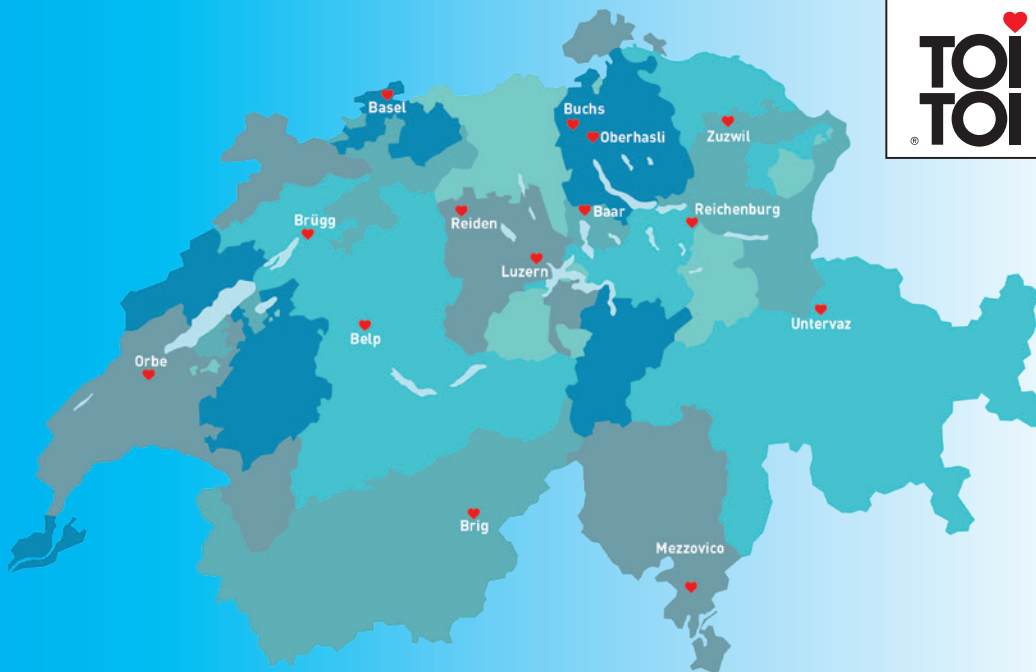 TOI
TOI
®
Basel
Buchs
Oberhasli
Zuzwil
Brügg
Reiden
Baar
Reichenburg
Luzern
Untervaz
Belp
Orbe
Brig
Mezzovico